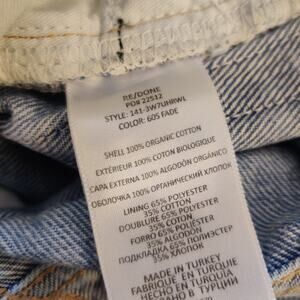 RE/DONE
PO# 22512
STYLE: 141-3W7UHRWL
COLOR: 60S FADE
SHELL 100% ORGANIC COTTON
EXTÉRIEUR 100% COTON BIOLOGIQUE
CAPA EXTERNA 100% ALGODÓN ORGÁNICO
ОБОЛОЧКА 100% ОРГАНИЧЕСКИЙ ХЛОПОК
LINING 65% POLYESTER
35% COTTON
DOUBLURE 65% POLYESTER
35% COTON
FORRO 65% POLIÉSTER
35% ALGODÓN
ПОДКЛАДКА 65% ПОЛИЭСТЕР
35% ХЛОПОК
MADE IN TURKEY
FABRIQUÉ EN TURQUIE
HECHO EN TURQUÍA
В ТУРЦИИ